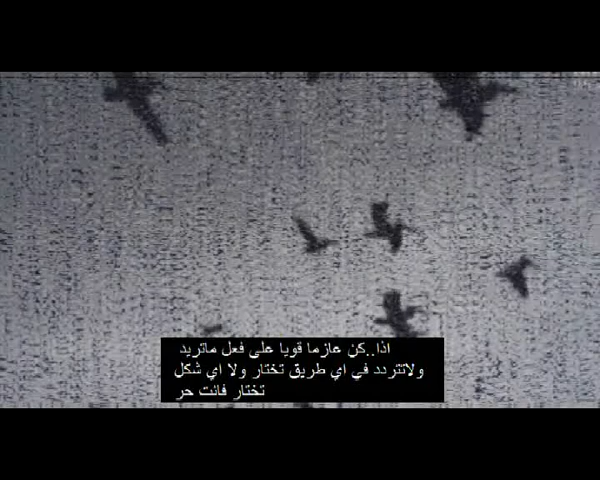 اذا..كن عازما قويا على فعل ماتريد
ولاتتردد في اي طريق تختار ولا اي شكل
تختار فانت حر